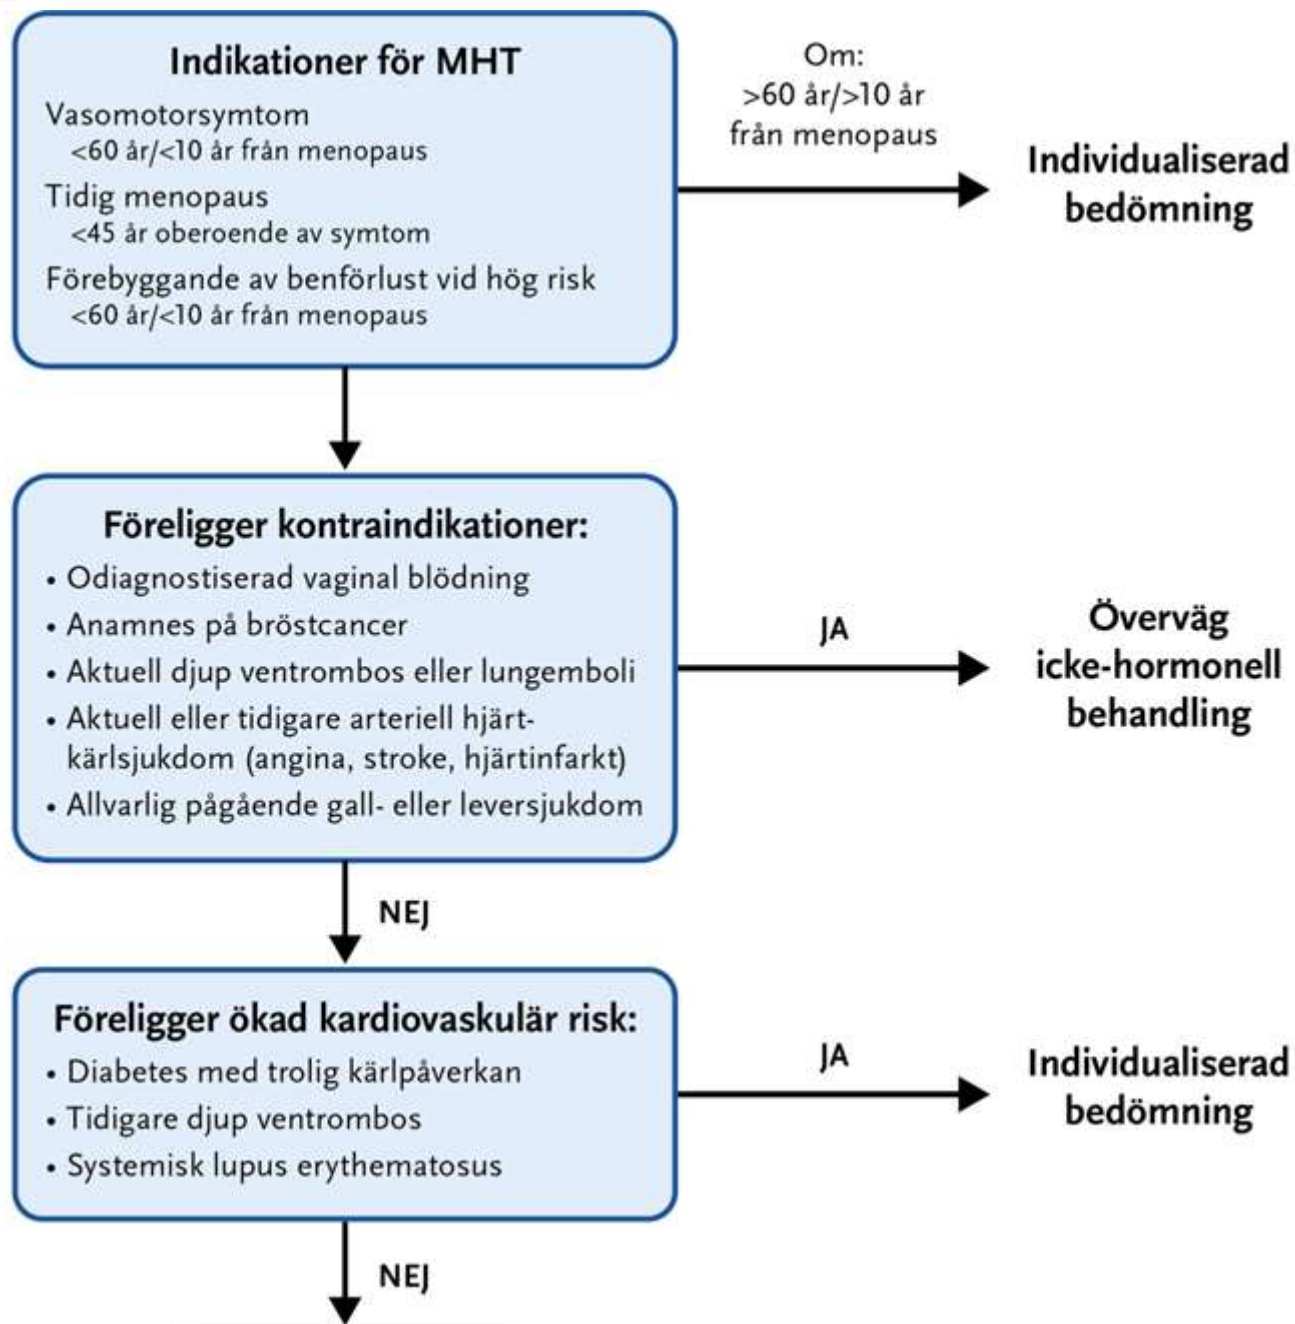 Indikationer för MHT
Vasomotorsymtom
<60 år/<10 år från menopaus
Tidig menopaus
<45 år oberoende av symtom
Förebyggande av benförlust vid hög risk
<60 år/<10 år från menopaus
Om:
>60 år/>10 år
från menopaus
Individualiserad
bedömning
Föreligger kontraindikationer:
• Odiagnostiserad vaginal blödning
• Anamnes på bröstcancer
• Aktuell djup ventrombos eller lungemboli
• Aktuell eller tidigare arteriell hjärt-
kärlsjukdom (angina, stroke, hjärtinfarkt)
• Allvarlig pågående gall- eller leversjukdom
JA
Överväg
icke-hormonell
behandling
NEJ
Föreligger ökad kardiovaskulär risk:
• Diabetes med trolig kärlpåverkan
• Tidigare djup ventrombos
• Systemisk lupus erythematosus
JA
Individualiserad
bedömning
NEJ